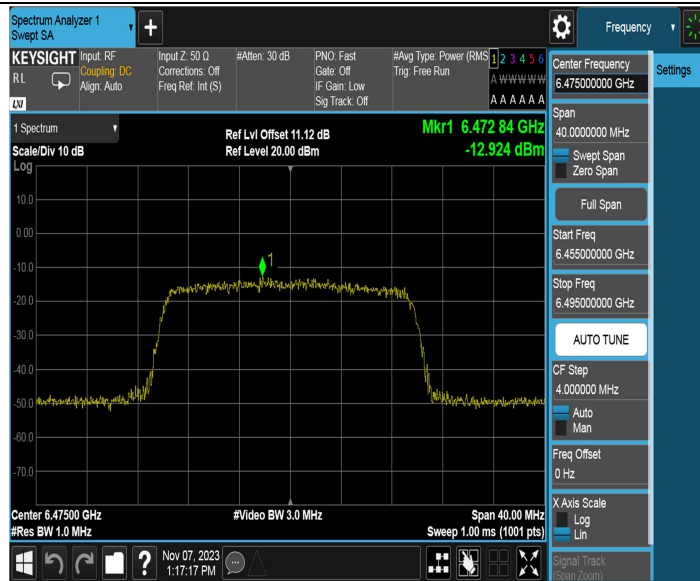 Spectrum Analyzer 1
Swept SA
Frequency
KEYSIGHT
RL
LXI
Input: RF
Coupling: DC
Align: Auto
Input Z: 50 Ω
Corrections: Off
Freq Ref: Int (S)
#Atten: 30 dB
PNO: Fast
Gate: Off
IF Gain: Low
Sig Track: Off
#Avg Type: Power (RMS
Trig: Free Run
1 2 3 4 5 6
A W W W W W
A A A A A A
1 Spectrum
Scale/Div 10 dB
Log
Ref Lvl Offset 11.12 dB
Ref Level 20.00 dBm
Mkr1 6.472 84 GHz
-12.924 dBm
10.0
0.00
-10.0
-20.0
-30.0
-40.0
-50.0
-60.0
-70.0
1
Center 6.47500 GHz
#Res BW 1.0 MHz
#Video BW 3.0 MHz
Span 40.00 MHz
Sweep 1.00 ms (1001 pts)
Center Frequency
6.475000000 GHz
Settings
Span
40.0000000 MHz
Swept Span
Zero Span
Full Span
Start Freq
6.455000000 GHz
Stop Freq
6.495000000 GHz
AUTO TUNE
CF Step
4.000000 MHz
Auto
Man
Freq Offset
0 Hz
X Axis Scale
Log
Lin
Signal Track
(Span Zoom)
?
Nov 07, 2023
1:17:17 PM